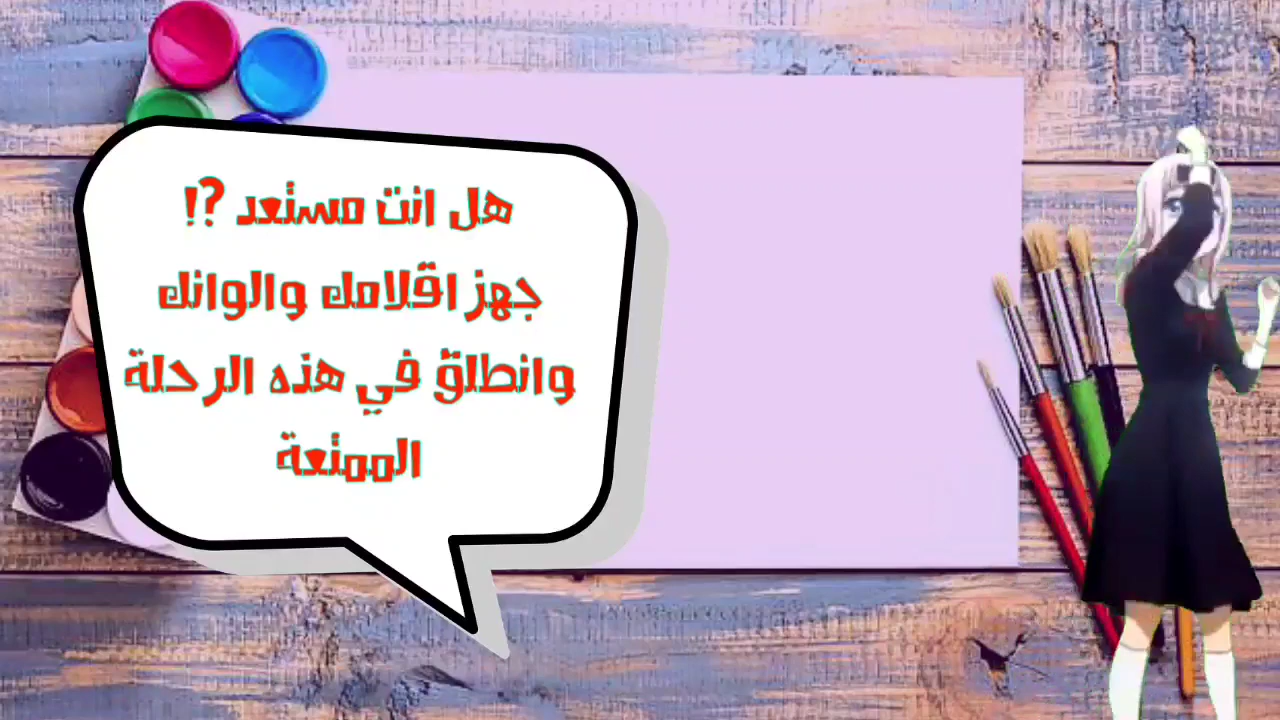 هل انت مستعد ?!
جهز اقلامك والوانك
وانطلق في هذه الرحلة
الممتعة